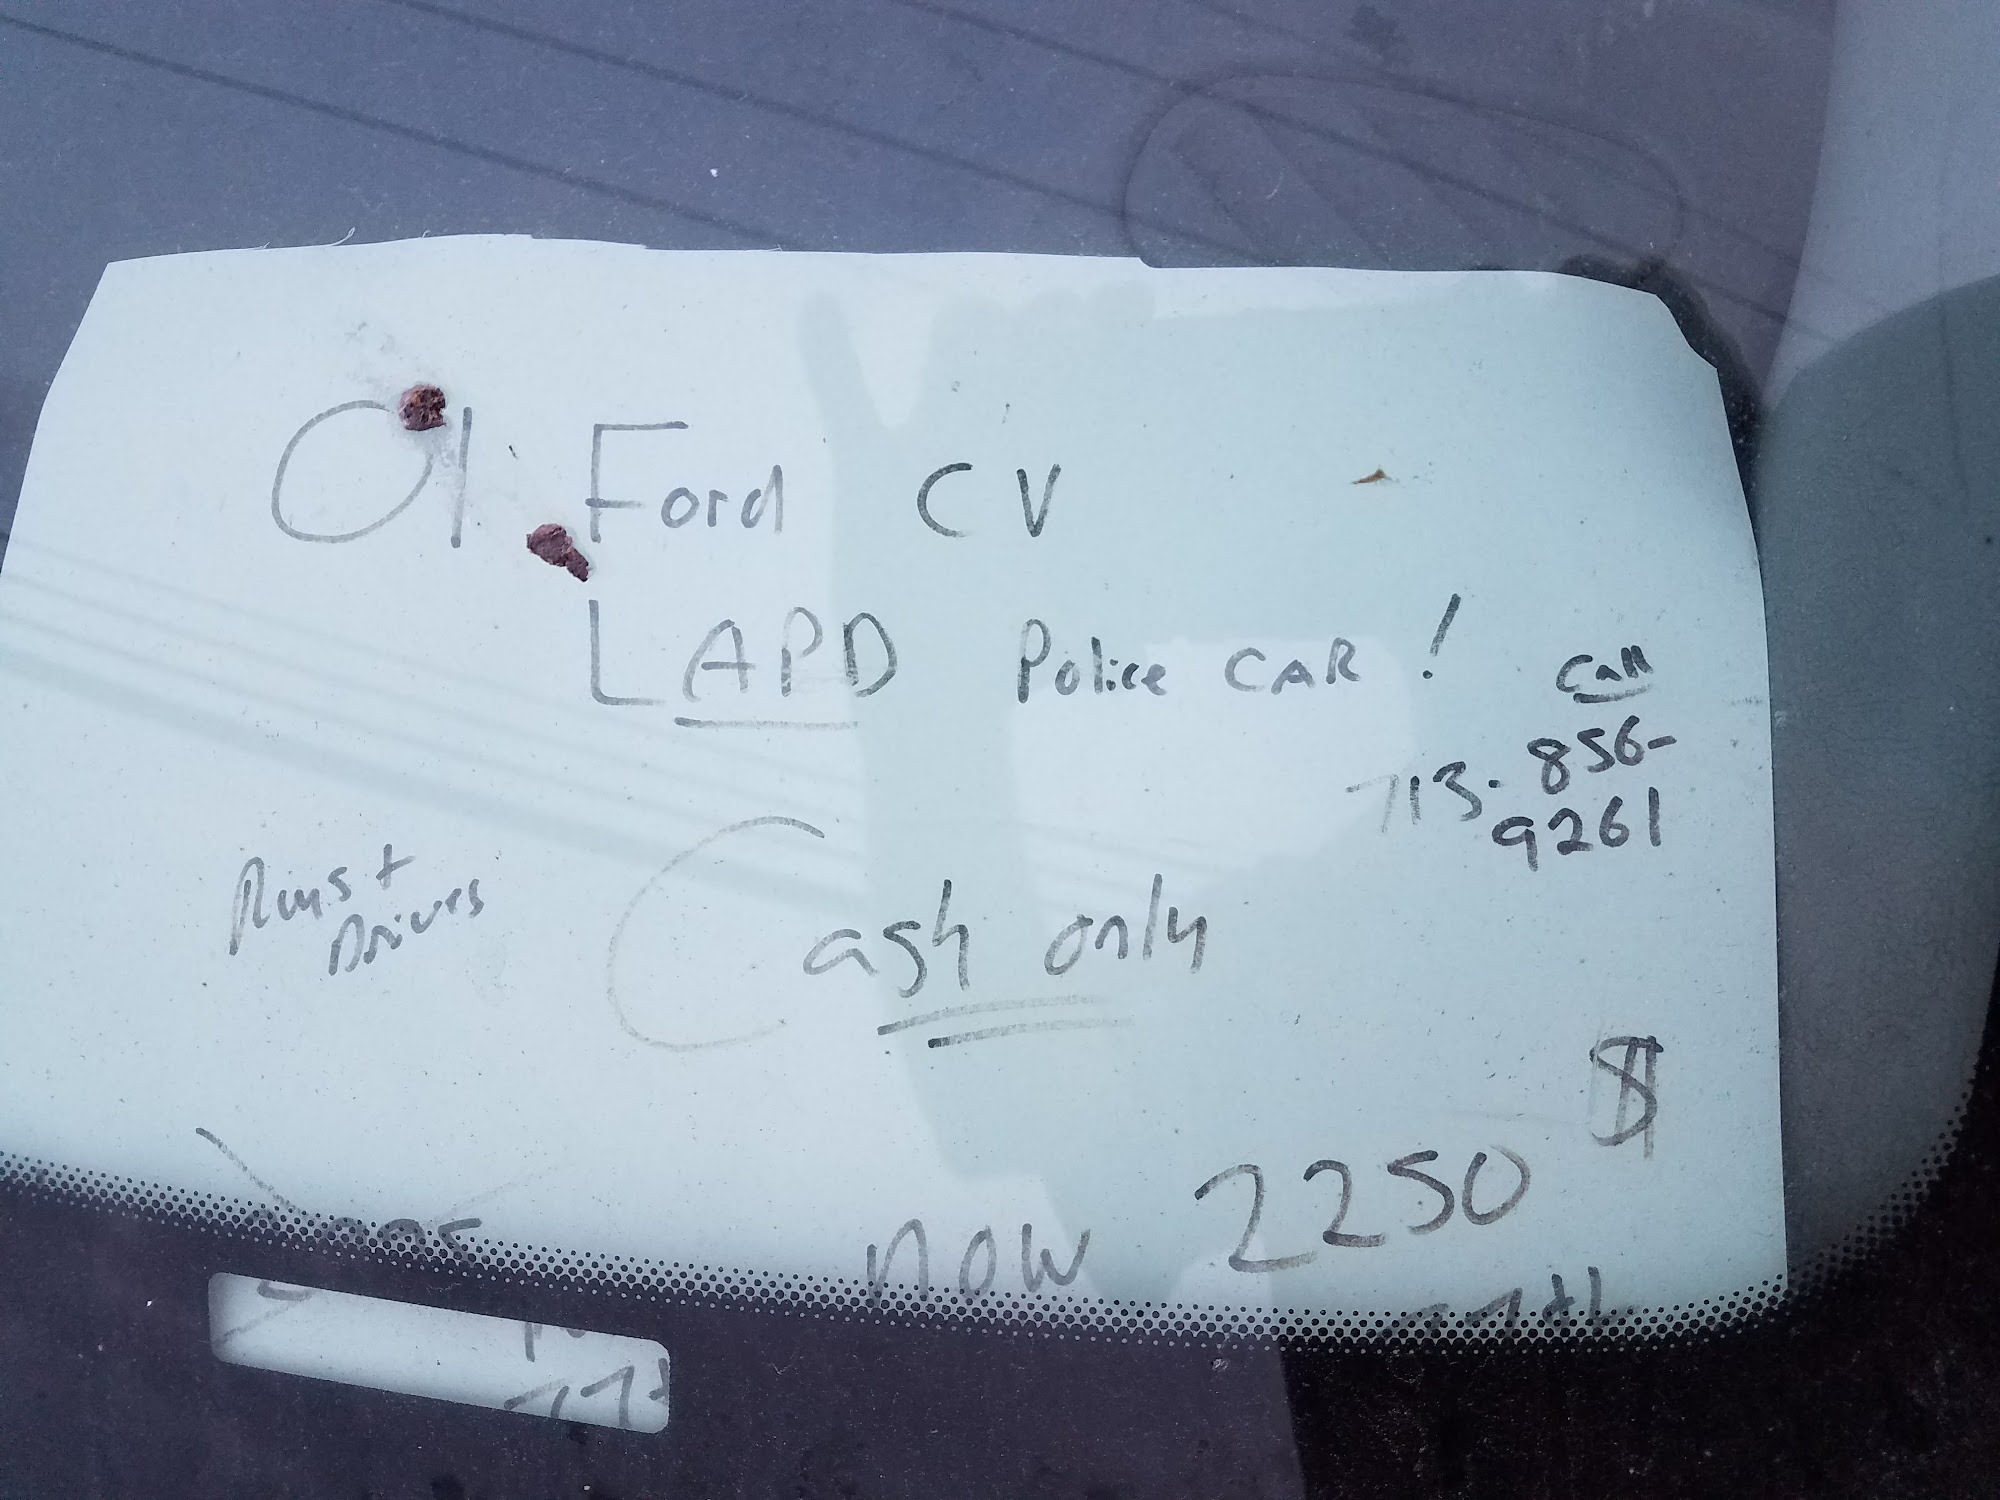 01 Ford CV
LAPD Police CAR!
Call
713-856-
9261
Runs +
Drives
Cash only
$
now 2250